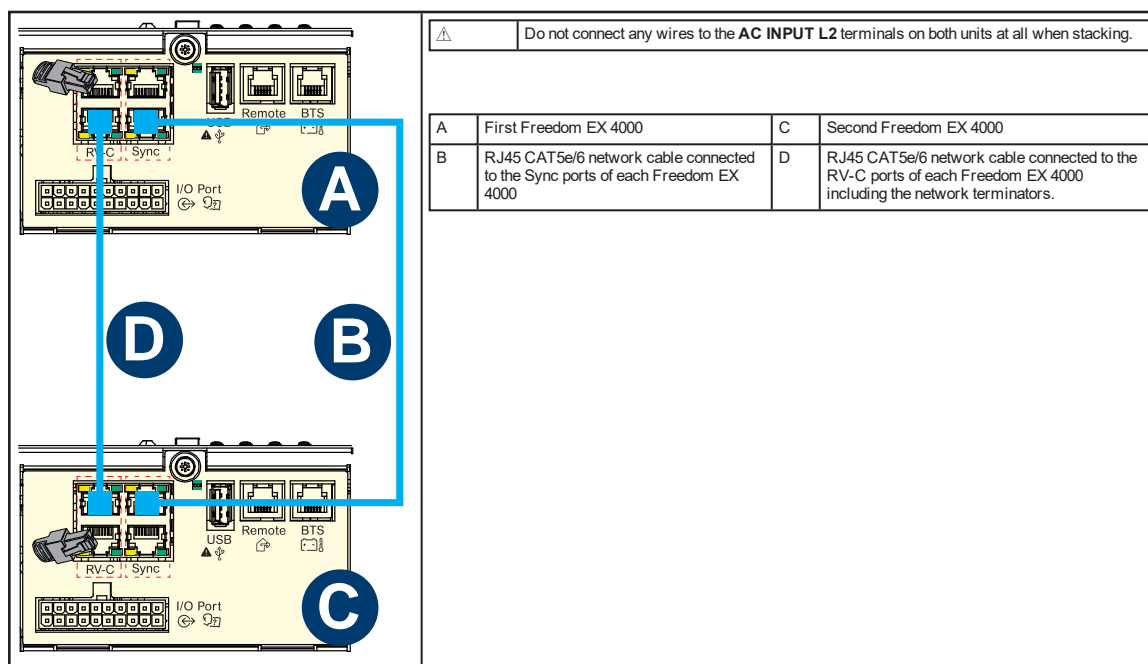 USB
Remote
BTS
RV-C
Sync
I/O Port
A
D
B
USB
Remote
BTS
RV-C
Sync
I/O Port
C
⚠ Do not connect any wires to the AC INPUT L2 terminals on both units at all when stacking.
A First Freedom EX 4000
C Second Freedom EX 4000
B RJ45 CAT5e/6 network cable connected
to the Sync ports of each Freedom EX
4000
D RJ45 CAT5e/6 network cable connected to the
RV-C ports of each Freedom EX 4000
including the network terminators.